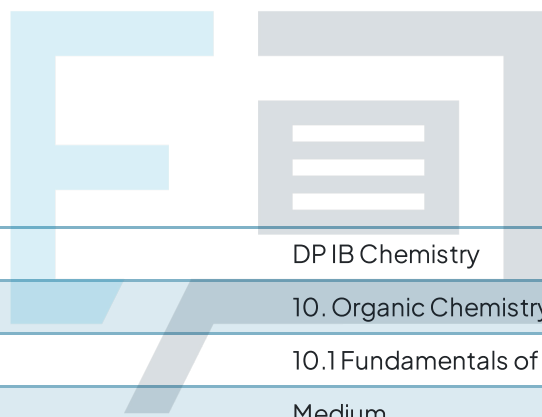 DP IB Chemistry
10. Organic Chemistry
10.1 Fundamentals of
Medium